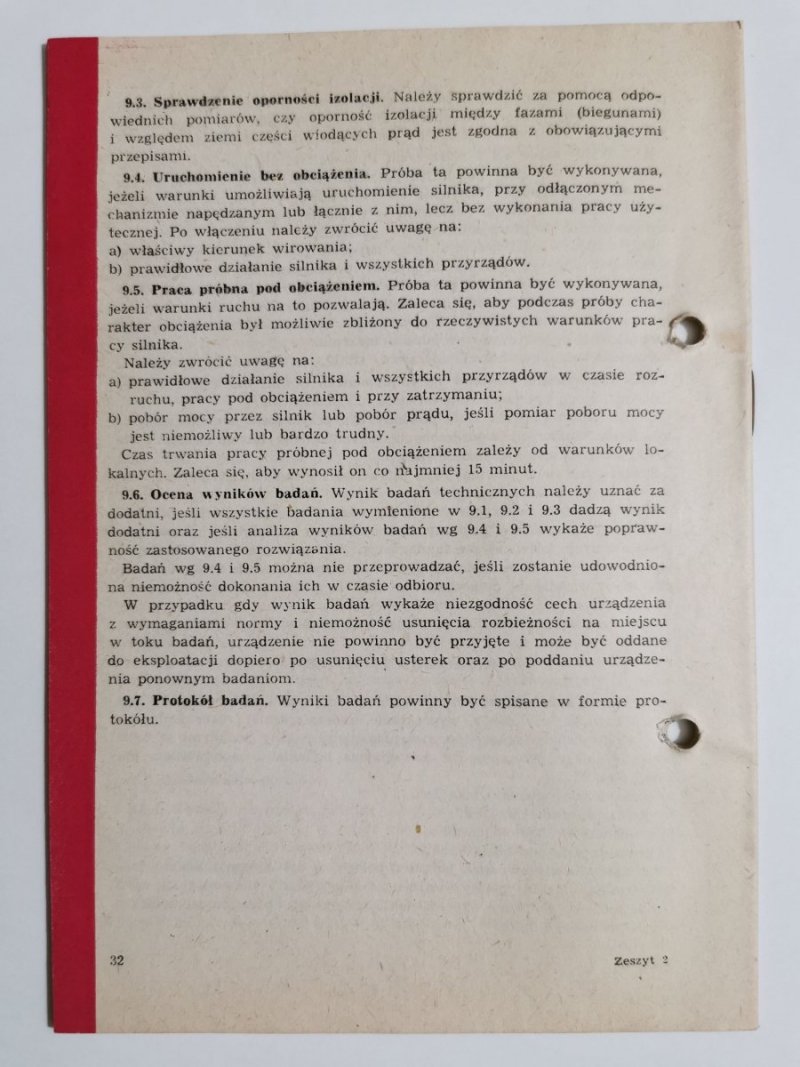 9.3. Sprawdzenie oporności izolacji. Należy sprawdzić za pomocą odpo-
wiednich pomiarów, czy oporność izolacji między fazami (biegunami)
i względem ziemi części wiodących prąd jest zgodna z obowiązującymi
przepisami.
9.4. Uruchomienie bez obciążenia. Próba ta powinna być wykonywana,
jeżeli warunki umożliwiają uruchomienie silnika, przy odłączonym me-
chanizmie napędzanym lub łącznie z nim, lecz bez wykonania pracy uży-
tecznej. Po włączeniu należy zwrócić uwagę na:
a) właściwy kierunek wirowania;
b) prawidłowe działanie silnika i wszystkich przyrządów.
9.5. Praca próbna pod obciążeniem. Próba ta powinna być wykonywana,
jeżeli warunki ruchu na to pozwalają. Zaleca się, aby podczas próby cha-
rakter obciążenia był możliwie zbliżony do rzeczywistych warunków pra-
cy silnika.
Należy zwrócić uwagę na:
a) prawidłowe działanie silnika i wszystkich przyrządów w czasie roz-
ruchu, pracy pod obciążeniem i przy zatrzymaniu;
b) pobór mocy przez silnik lub pobór prądu, jeśli pomiar poboru mocy
jest niemożliwy lub bardzo trudny.
Czas trwania pracy próbnej pod obciążeniem zależy od warunków lo-
kalnych. Zaleca się, aby wynosił on co najmniej 15 minut.
9.6. Ocena wyników badań. Wynik badań technicznych należy uznać za
dodatni, jeśli wszystkie badania wymienione w 9.1, 9.2 i 9.3 dadzą wynik
dodatni oraz jeśli analiza wyników badań wg 9.4 i 9.5 wykaże popraw-
ność zastosowanego rozwiązania.
Badań wg 9.4 i 9.5 można nie przeprowadzać, jeśli zostanie udowodnio-
na niemożność dokonania ich w czasie odbioru.
W przypadku gdy wynik badań wykaże niezgodność cech urządzenia
z wymaganiami normy i niemożność usunięcia rozbieżności na miejscu
w toku badań, urządzenie nie powinno być przyjęte i może być oddane
do eksploatacji dopiero po usunięciu usterek oraz po poddaniu urządze-
nia ponownym badaniom.
9.7. Protokół badań. Wyniki badań powinny być spisane w formie pro-
tokółu.
32
Zeszyt 2